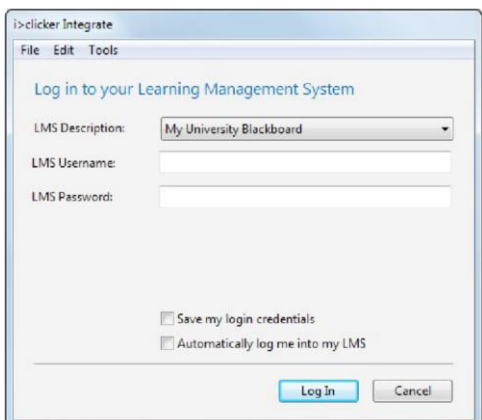 i>clicker Integrate
File Edit Tools
Log in to your Learning Management System
LMS Description: My University Blackboard
LMS Username:
LMS Password:
Save my login credentials
Automatically log me into my LMS
Log In Cancel